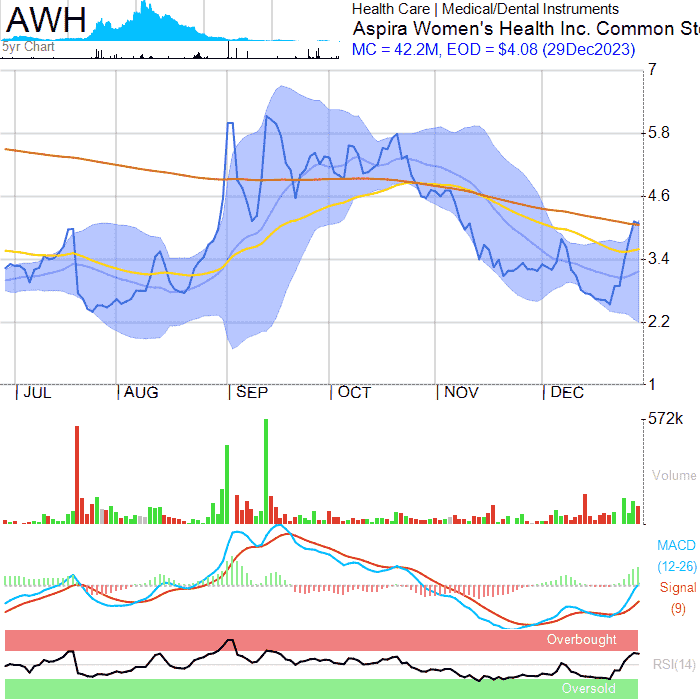 AWH
5yr Chart
Health Care | Medical/Dental Instruments
Aspira Women's Health Inc. Common Sto
MC = 42.2M, EOD = $4.08 (29Dec2023)
7
5.8
4.6
3.4
2.2
1
JUL AUG SEP OCT NOV DEC
572k
Volume
MACD
(12-26)
Signal
(9)
Overbought
RSI(14)
Oversold